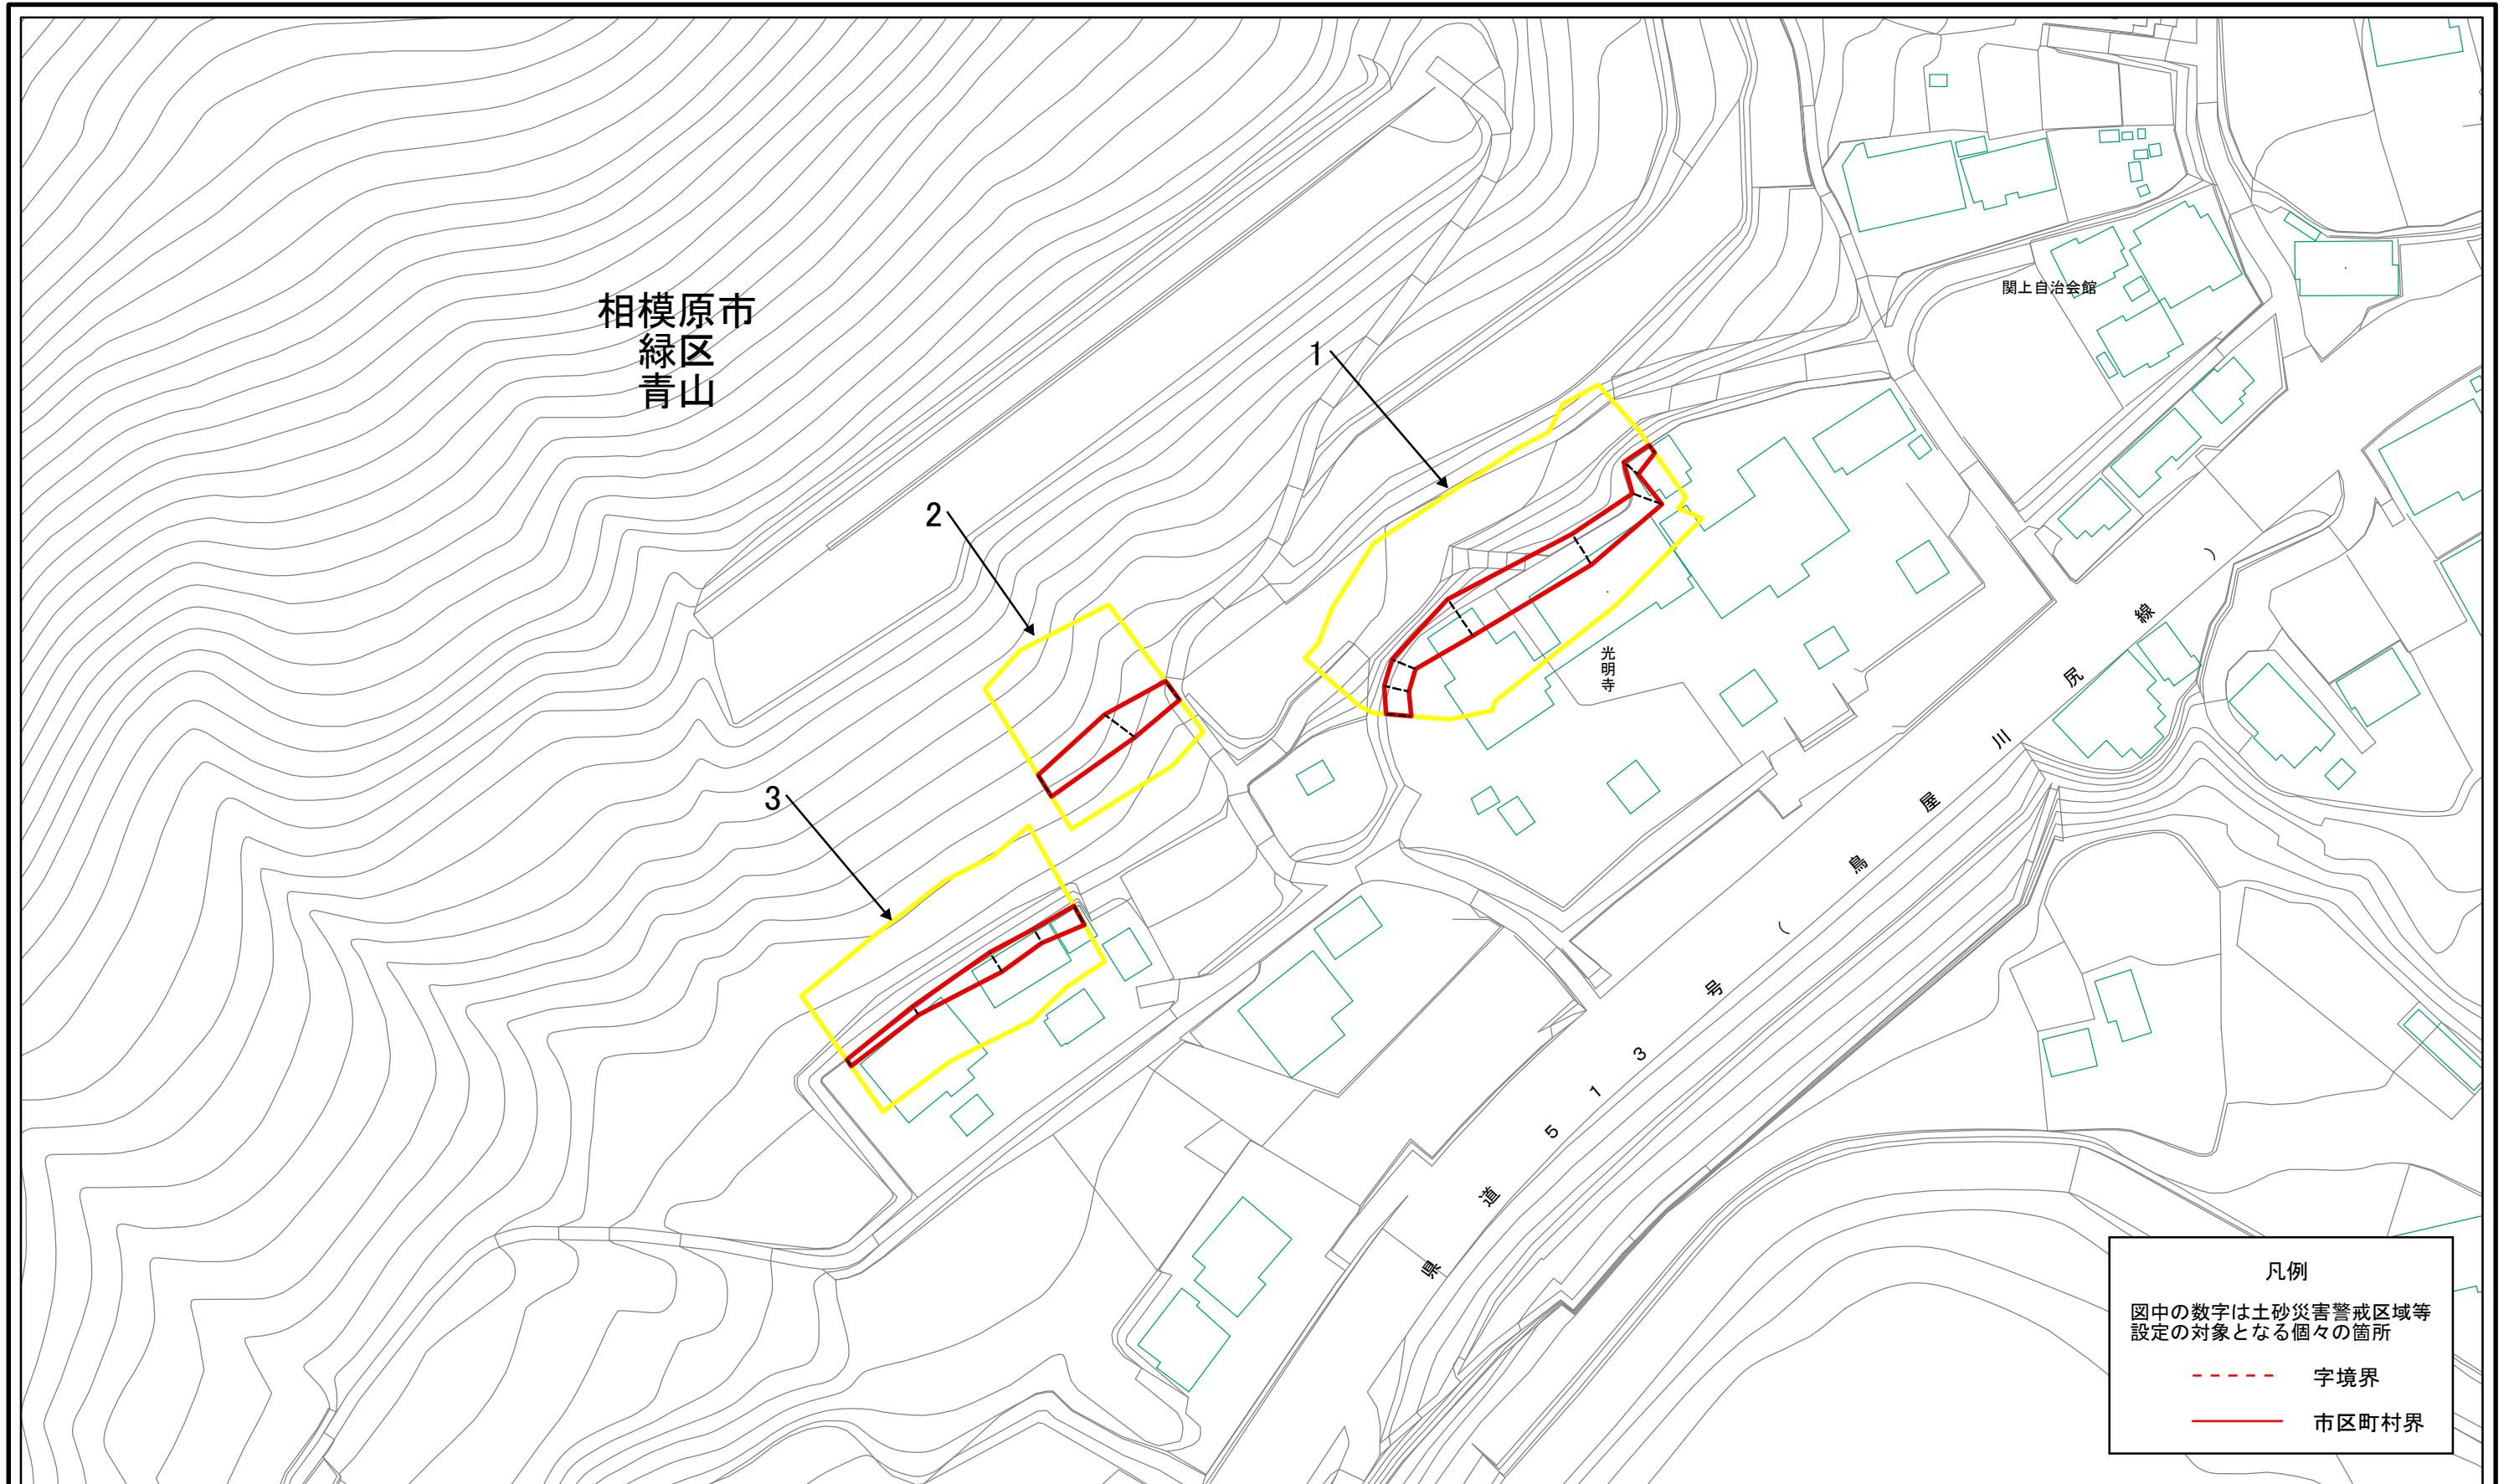 相模原市
緑区
青山
1
2
3
関上自治会館
光明寺
県道513号(鳥屋川尻線)
凡例
図中の数字は土砂災害警戒区域等
設定の対象となる個々の箇所
字境界
市区町村界